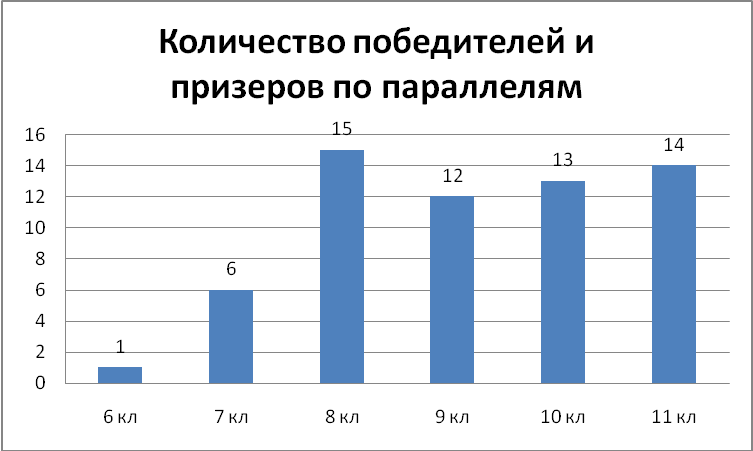 Количество победителей и
призеров по параллелям
16
14
12
10
8
6
4
2
0
1
6
15
12
13
14
6 кл
7 кл
8 кл
9 кл
10 кл
11 кл